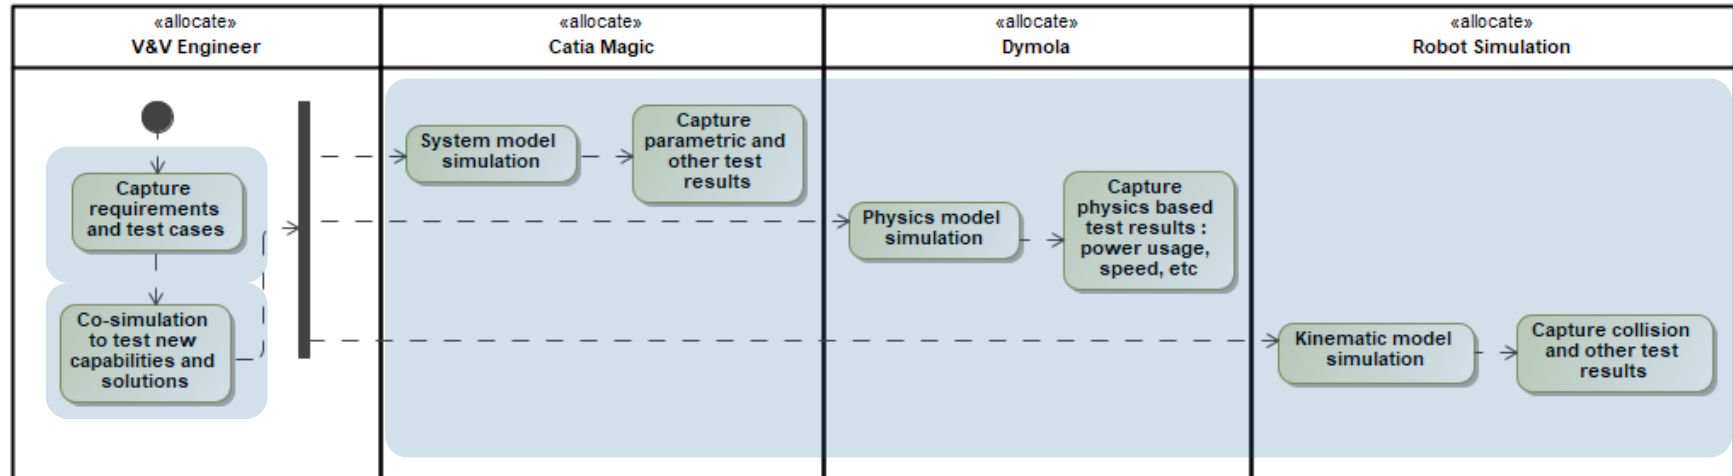 «allocate»
V&V Engineer
«allocate»
Catia Magic
«allocate»
Dymola
«allocate»
Robot Simulation
Capture
requirements
and test cases
Co-simulation
to test new
capabilities and
solutions
System model
simulation
Capture
parametric and
other test
results
Physics model
simulation
Capture
physics based
test results :
power usage,
speed, etc
Kinematic model
simulation
Capture collision
and other test
results